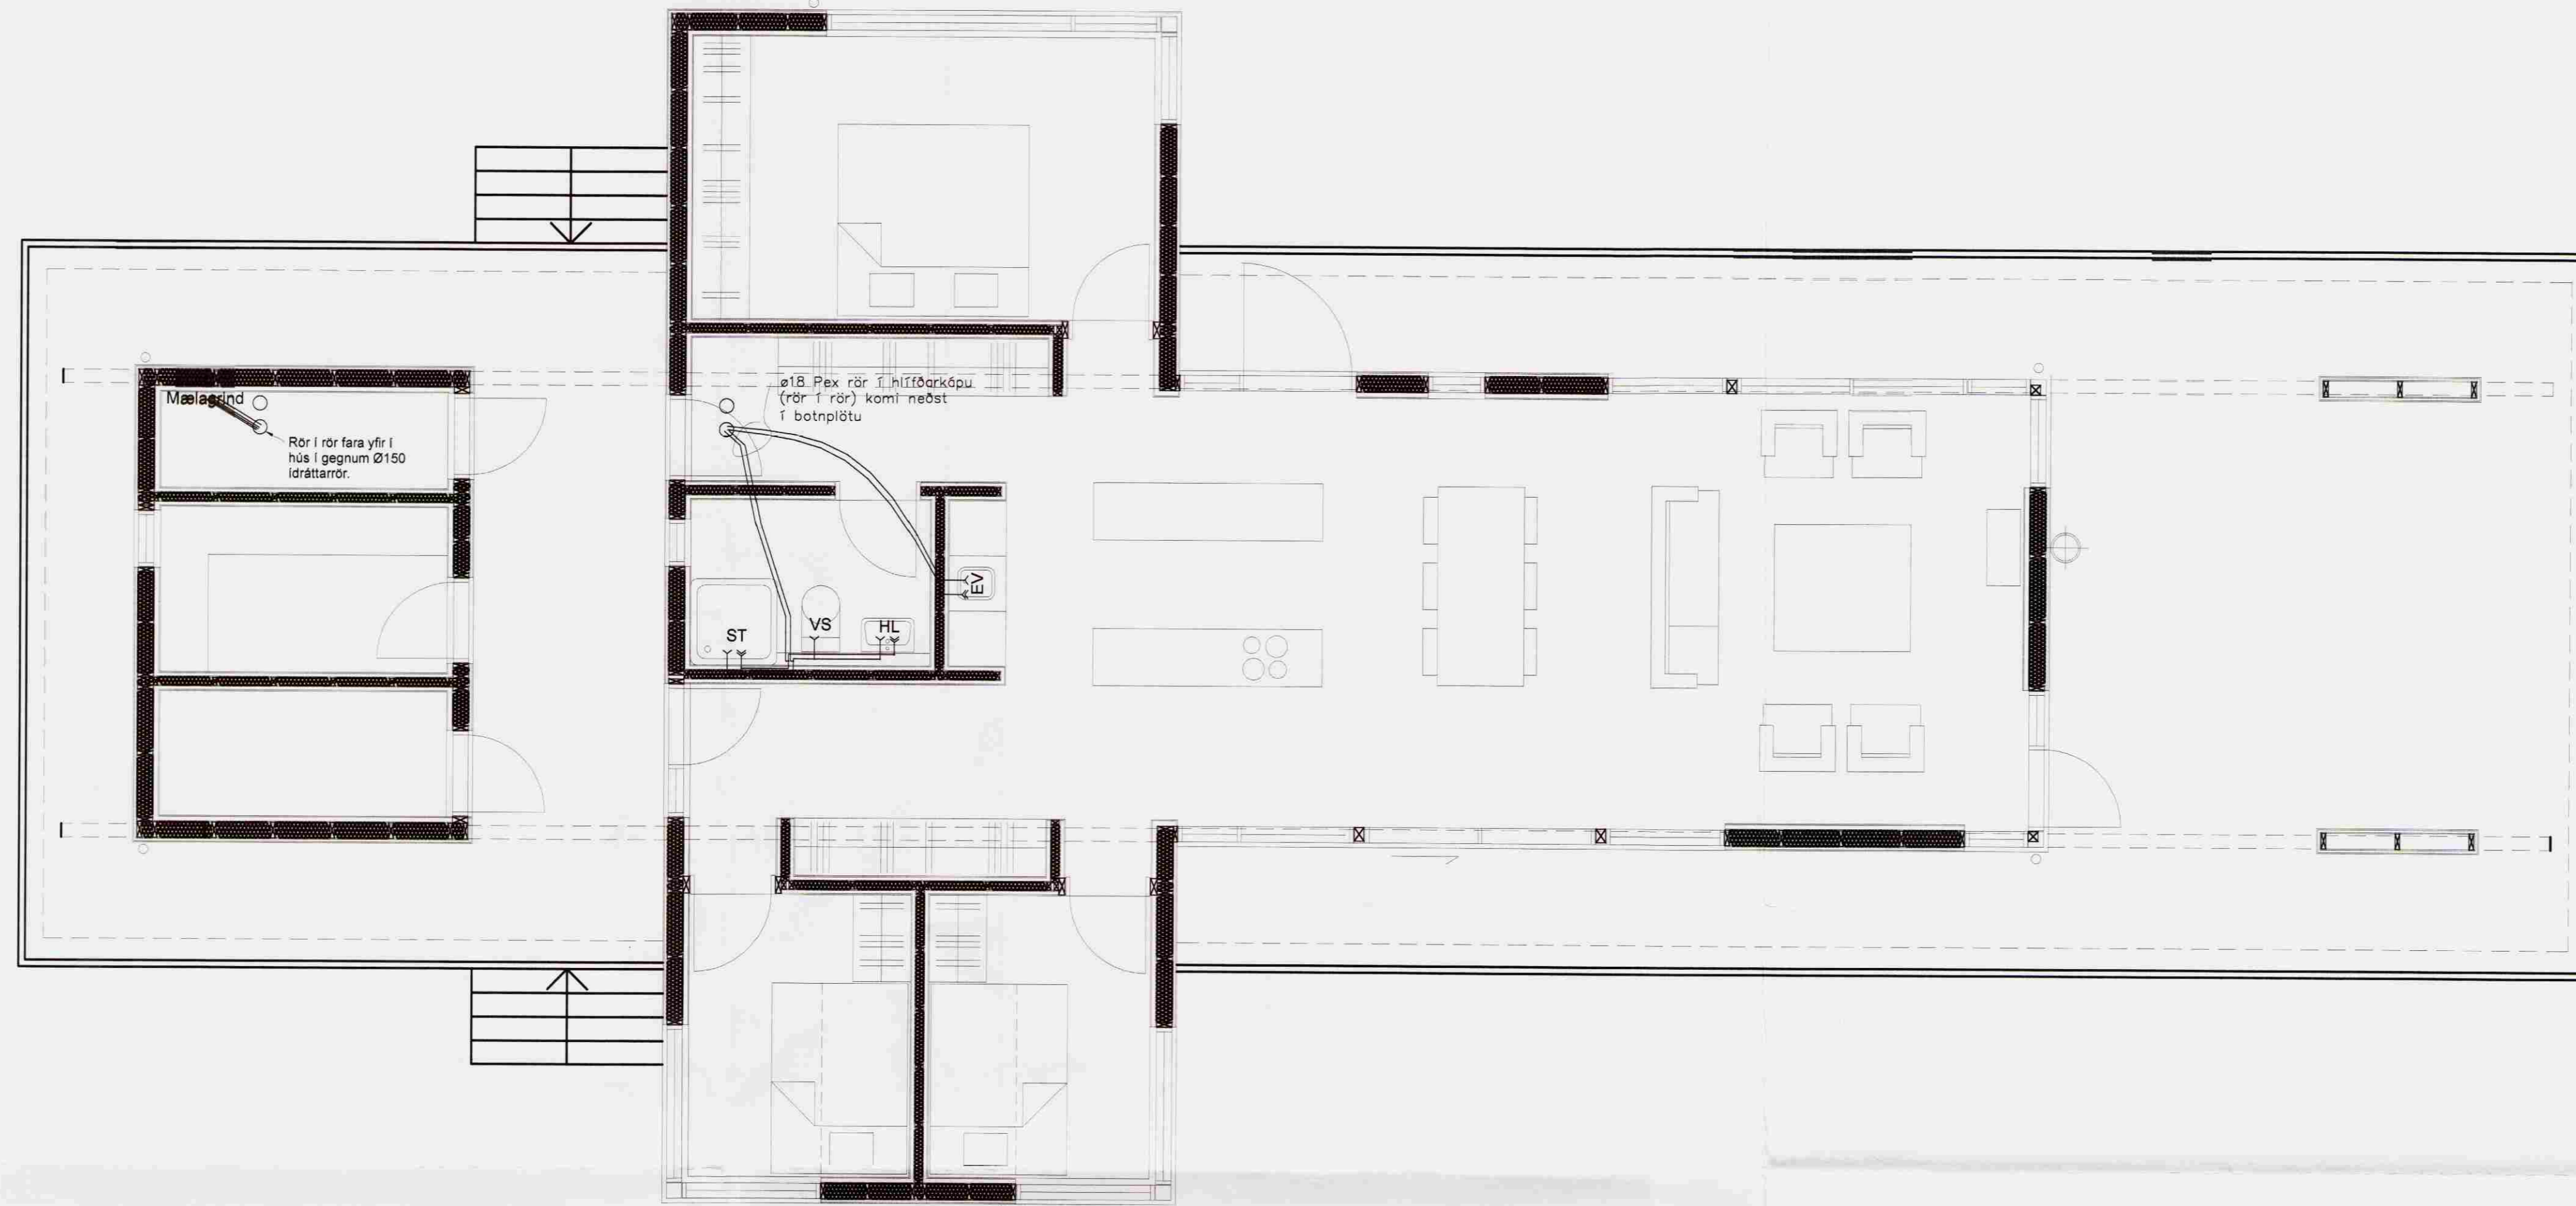 ø18 Pex rör í hlífðarkápu
(rör í rör) komi neðst
í botnplötu
Mælagrind
Rör í rör fara yfir í
hús í gegnum Ø150
ídráttarrör.
EV
ST
VS
HL